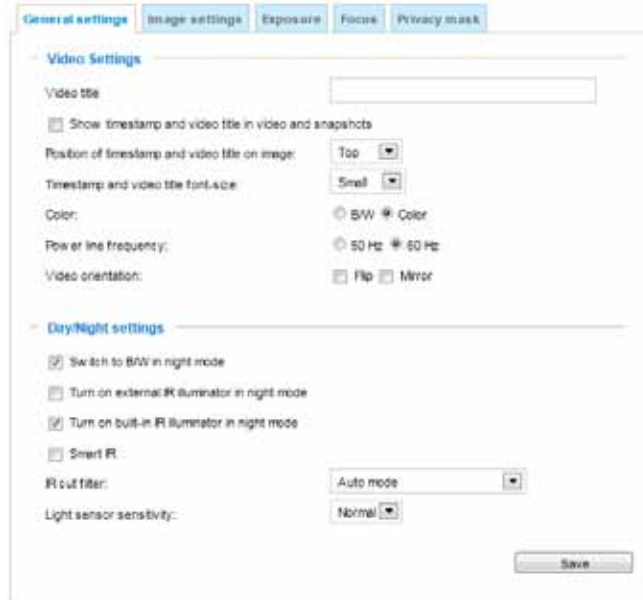 General settings Image settings Exposure Focus Privacy mask
Video Settings
Video title
Show timestamp and video title in video and snapshots
Position of timestamp and video title on image: Top
Timestamp and video title font-size: Small
Color: B/W Color
Power line frequency: 50 Hz 60 Hz
Video orientation: Flip Mirror
Day/Night settings
Switch to B/W in night mode
Turn on external IR illuminator in night mode
Turn on built-in IR illuminator in night mode
Smart IR
IR cut filter: Auto mode
Light sensor sensitivity: Normal
Save